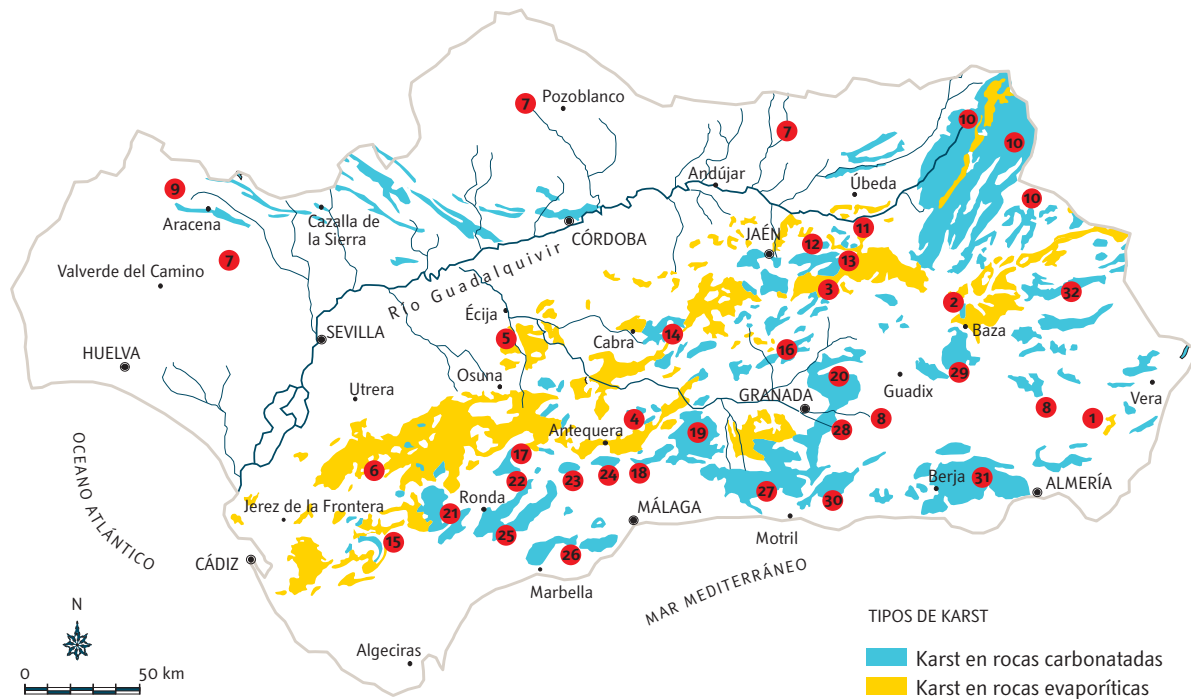 7
Pozoblanco
10
7
10
Andújar
Úbeda
9
Aracena
Cazalla de
la Sierra
10
CÓRDOBA
11
JAÉN
12
13
7
Valverde del Camino
Río Guadalquivir
3
2
32
Écija
Baza
SEVILLA
5
Cabra
14
16
HUELVA
Osuna
20
29
Guadix
Utrera
GRANADA
8
8
1
Vera
4
19
28
Antequera
17
6
22
23
24
18
27
30
Berja
31
ALMERÍA
Ronda
Jerez de la Frontera
21
25
MÁLAGA
Motril
15
26
CÁDIZ
Marbella
OCEANO ATLÁNTICO
MAR MEDITERRÁNEO
N
Algeciras
0 50 km
TIPOS DE KARST
Karst en rocas carbonatadas
Karst en rocas evaporíticas